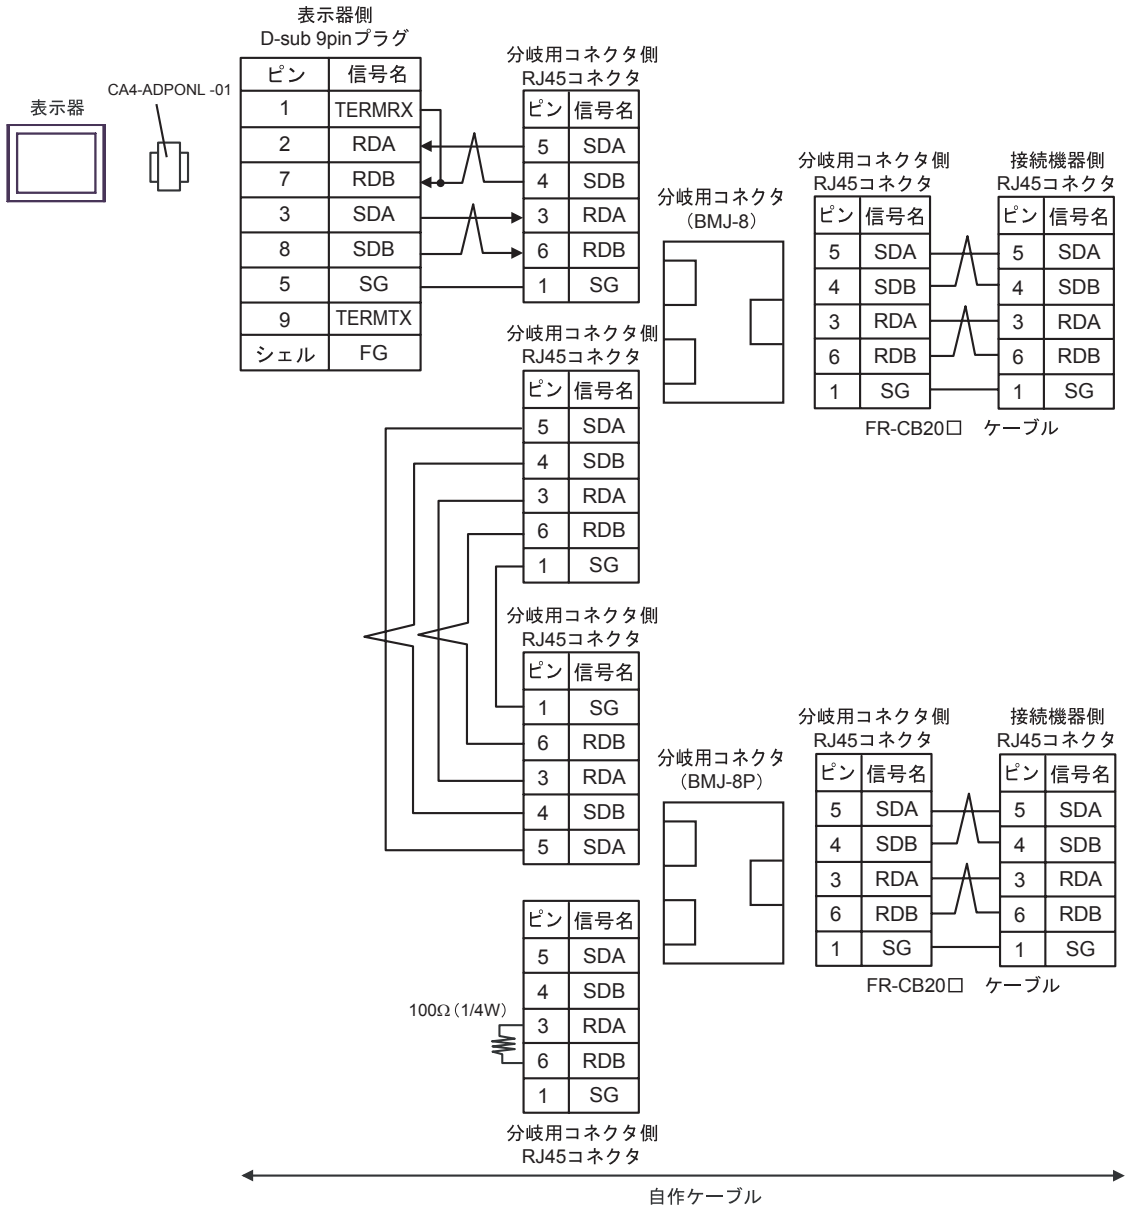 表示器側
D-sub 9pinプラグ
ピン 信号名
1 TERMRX
2 RDA
7 RDB
3 SDA
8 SDB
5 SG
9 TERMTX
シェル FG
表示器
CA4-ADPONL -01
分岐用コネクタ側
RJ45コネクタ
ピン 信号名
5 SDA
4 SDB
3 RDA
6 RDB
1 SG
分岐用コネクタ
（BMJ-8）
分岐用コネクタ側
RJ45コネクタ
ピン 信号名
5 SDA
4 SDB
3 RDA
6 RDB
1 SG
接続機器側
RJ45コネクタ
ピン 信号名
5 SDA
4 SDB
3 RDA
6 RDB
1 SG
FR-CB20□ ケーブル
分岐用コネクタ側
RJ45コネクタ
ピン 信号名
5 SDA
4 SDB
3 RDA
6 RDB
1 SG
分岐用コネクタ側
RJ45コネクタ
ピン 信号名
1 SG
6 RDB
3 RDA
4 SDB
5 SDA
分岐用コネクタ
（BMJ-8P）
分岐用コネクタ側
RJ45コネクタ
ピン 信号名
5 SDA
4 SDB
3 RDA
6 RDB
1 SG
接続機器側
RJ45コネクタ
ピン 信号名
5 SDA
4 SDB
3 RDA
6 RDB
1 SG
FR-CB20□ ケーブル
100Ω（1/4W）
ピン 信号名
5 SDA
4 SDB
3 RDA
6 RDB
1 SG
分岐用コネクタ側
RJ45コネクタ
自作ケーブル